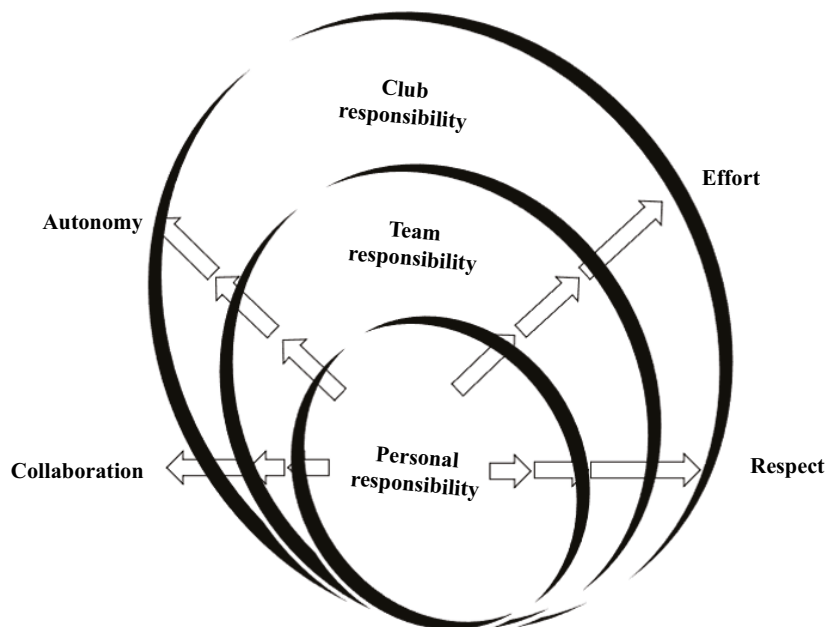 Club
responsibility
Effort
Autonomy
Team
responsibility
Personal
responsibility
Collaboration
Respect